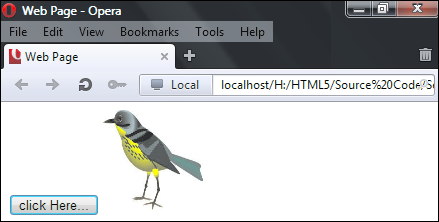 Web Page - Opera
File Edit View Bookmarks Tools Help
Web Page
Local localhost/H:/HTML5/Source%20Code/
click Here...